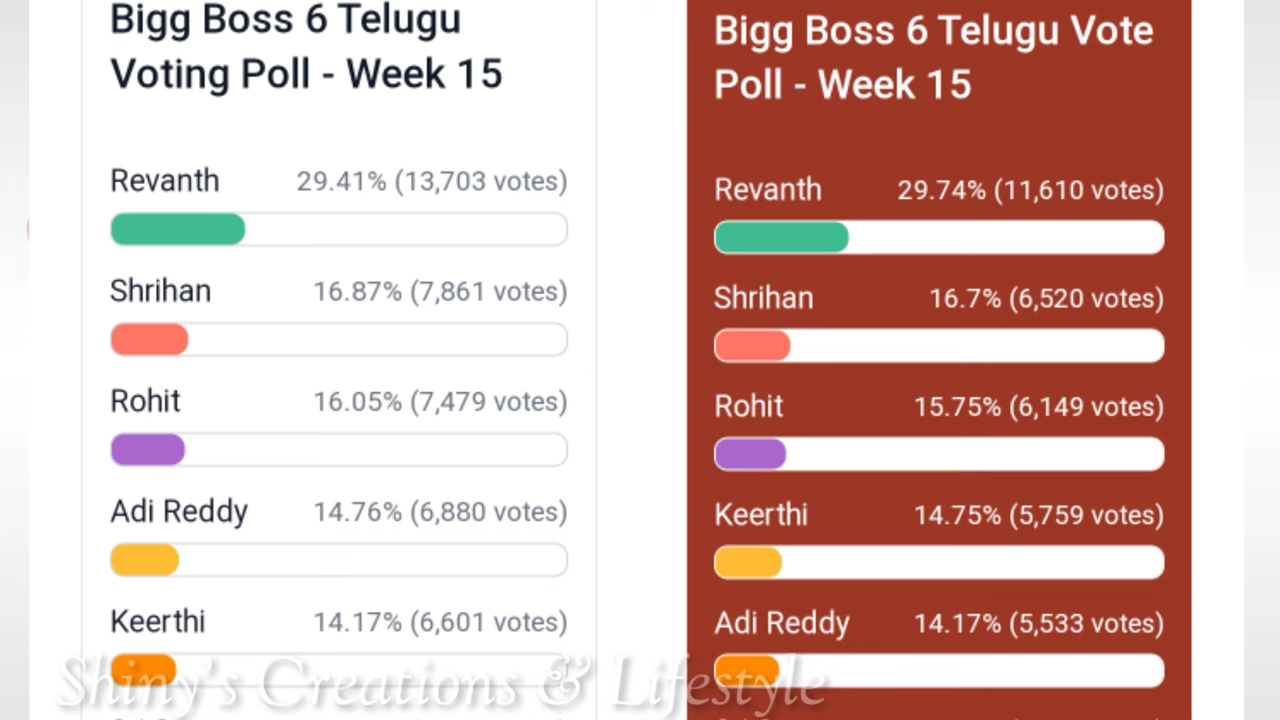 Bigg Boss 6 Telugu
Voting Poll - Week 15
Revanth 29.41% (13,703 votes)
Shrihan 16.87% (7,861 votes)
Rohit 16.05% (7,479 votes)
Adi Reddy 14.76% (6,880 votes)
Keerthi 14.17% (6,601 votes)
Bigg Boss 6 Telugu Vote
Poll - Week 15
Revanth 29.74% (11,610 votes)
Shrihan 16.7% (6,520 votes)
Rohit 15.75% (6,149 votes)
Keerthi 14.75% (5,759 votes)
Adi Reddy 14.17% (5,533 votes)
Shiny's Creations & Lifestyle